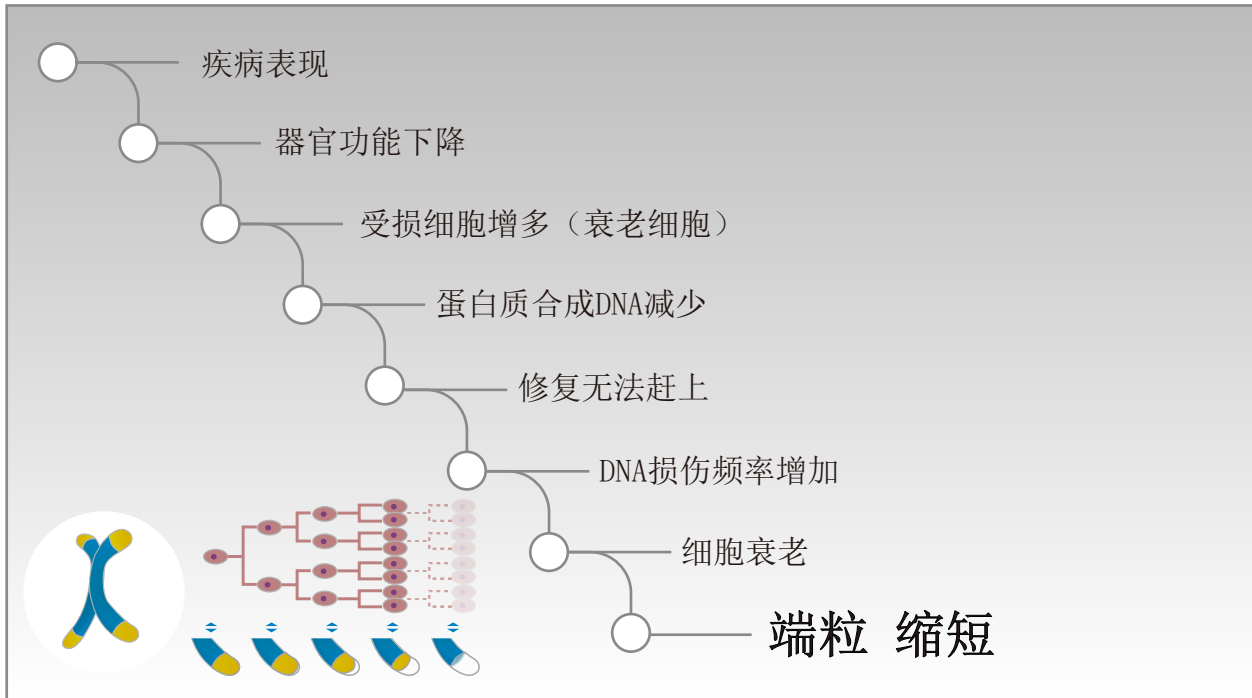 疾病表现
器官功能下降
受损细胞增多（衰老细胞）
蛋白质合成DNA减少
修复无法赶上
DNA损伤频率增加
细胞衰老
端粒 缩短